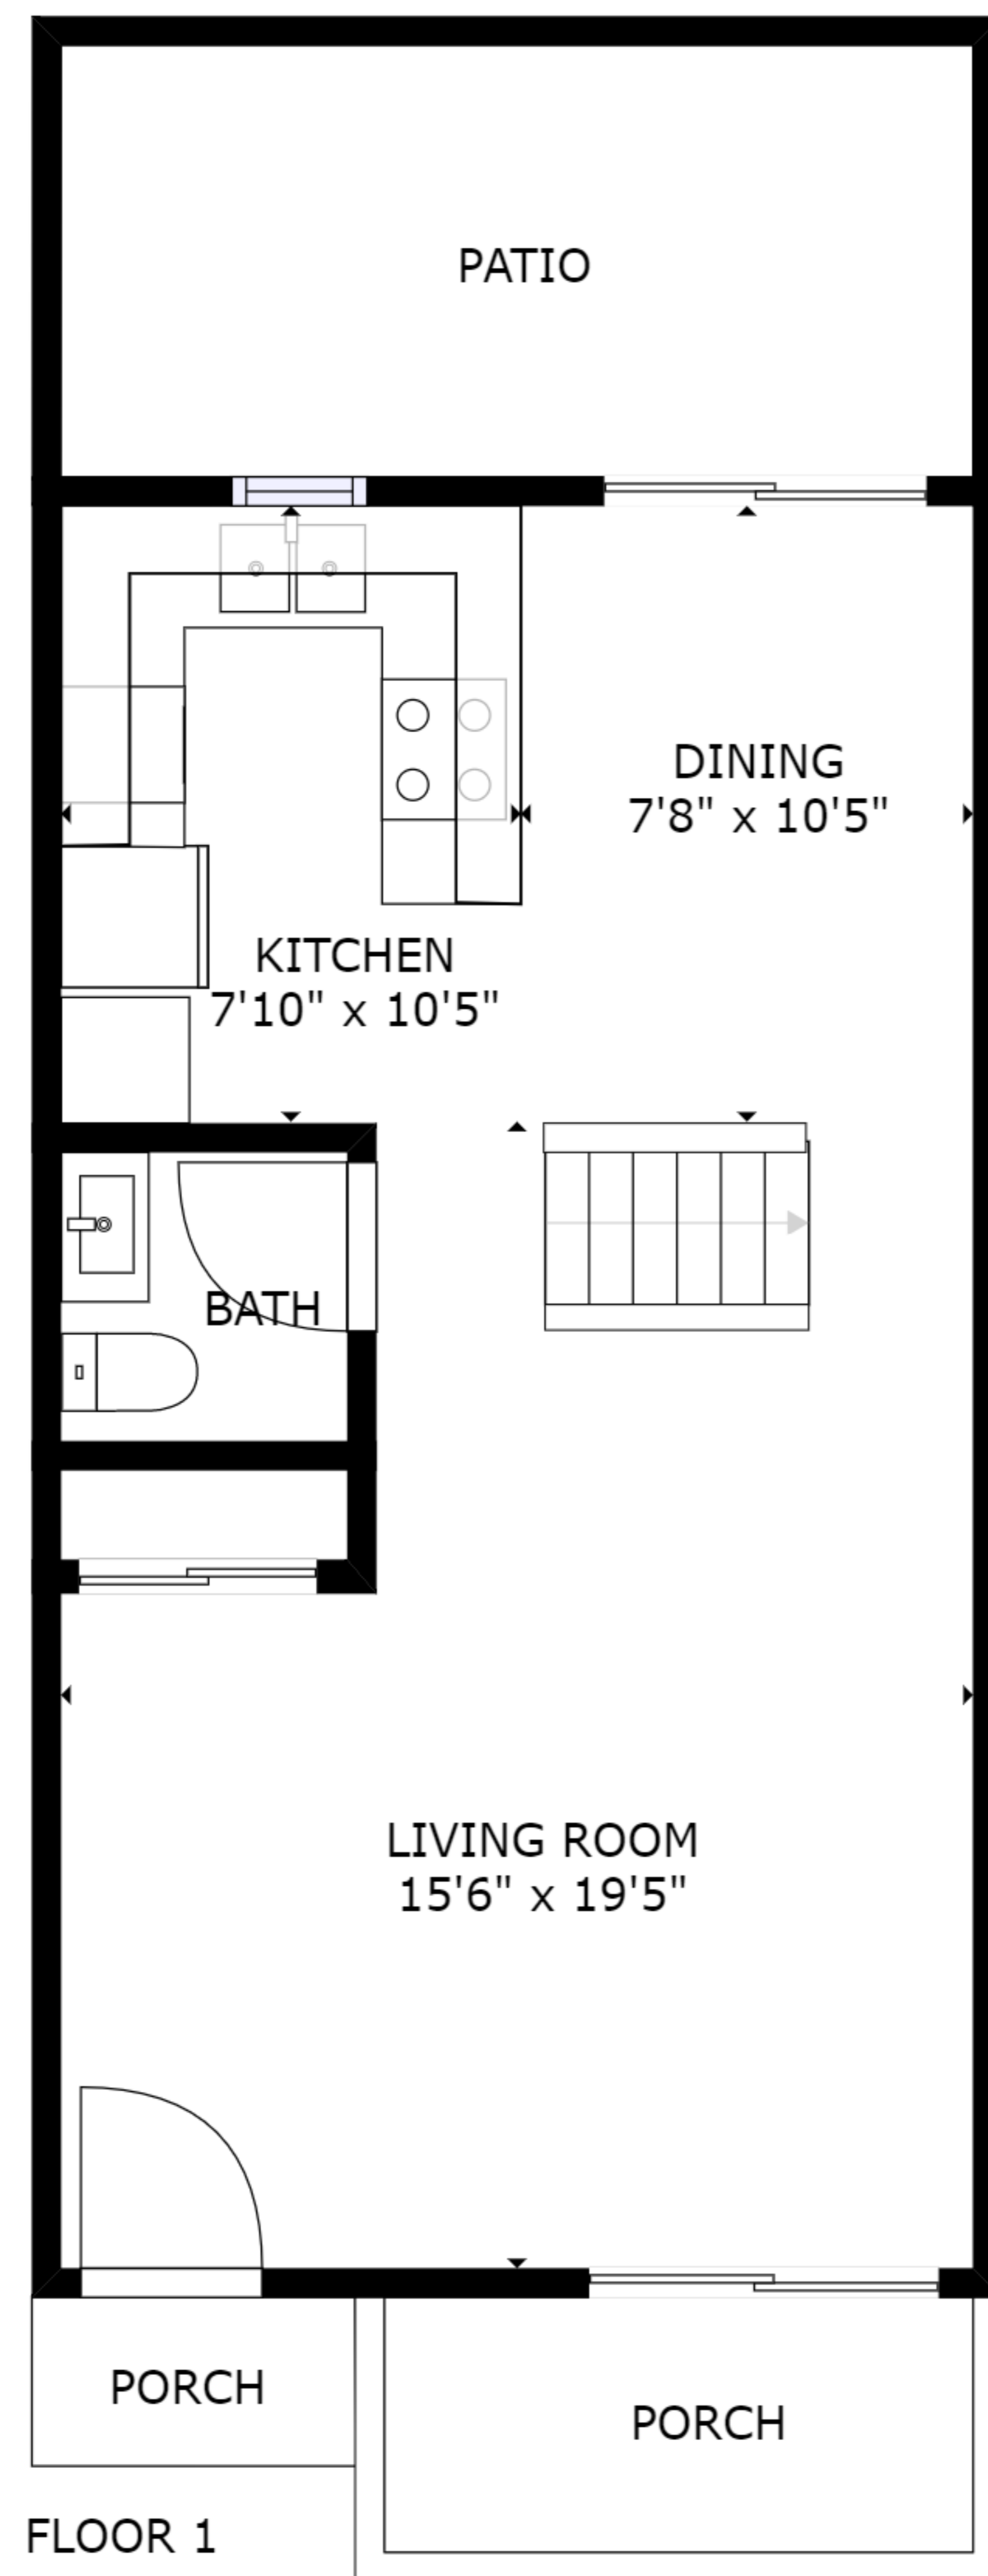 PATIO
DINING
7'8" x 10'5"
KITCHEN
7'10" x 10'5"
BATH
LIVING ROOM
15'6" x 19'5"
PORCH
PORCH
FLOOR 1